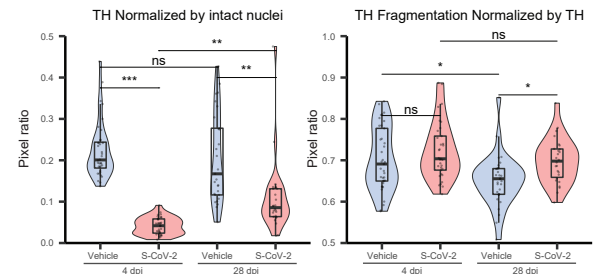 TH Normalized by intact nuclei
Pixel ratio
0.5
0.4
0.3
0.2
0.1
0.0
**
ns
***
**
Vehicle S-CoV-2 Vehicle S-CoV-2
4 dpi 28 dpi
TH Fragmentation Normalized by TH
Pixel ratio
1.0
0.9
0.8
0.7
0.6
0.5
ns
*
*
ns
Vehicle S-CoV-2 Vehicle S-CoV-2
4 dpi 28 dpi